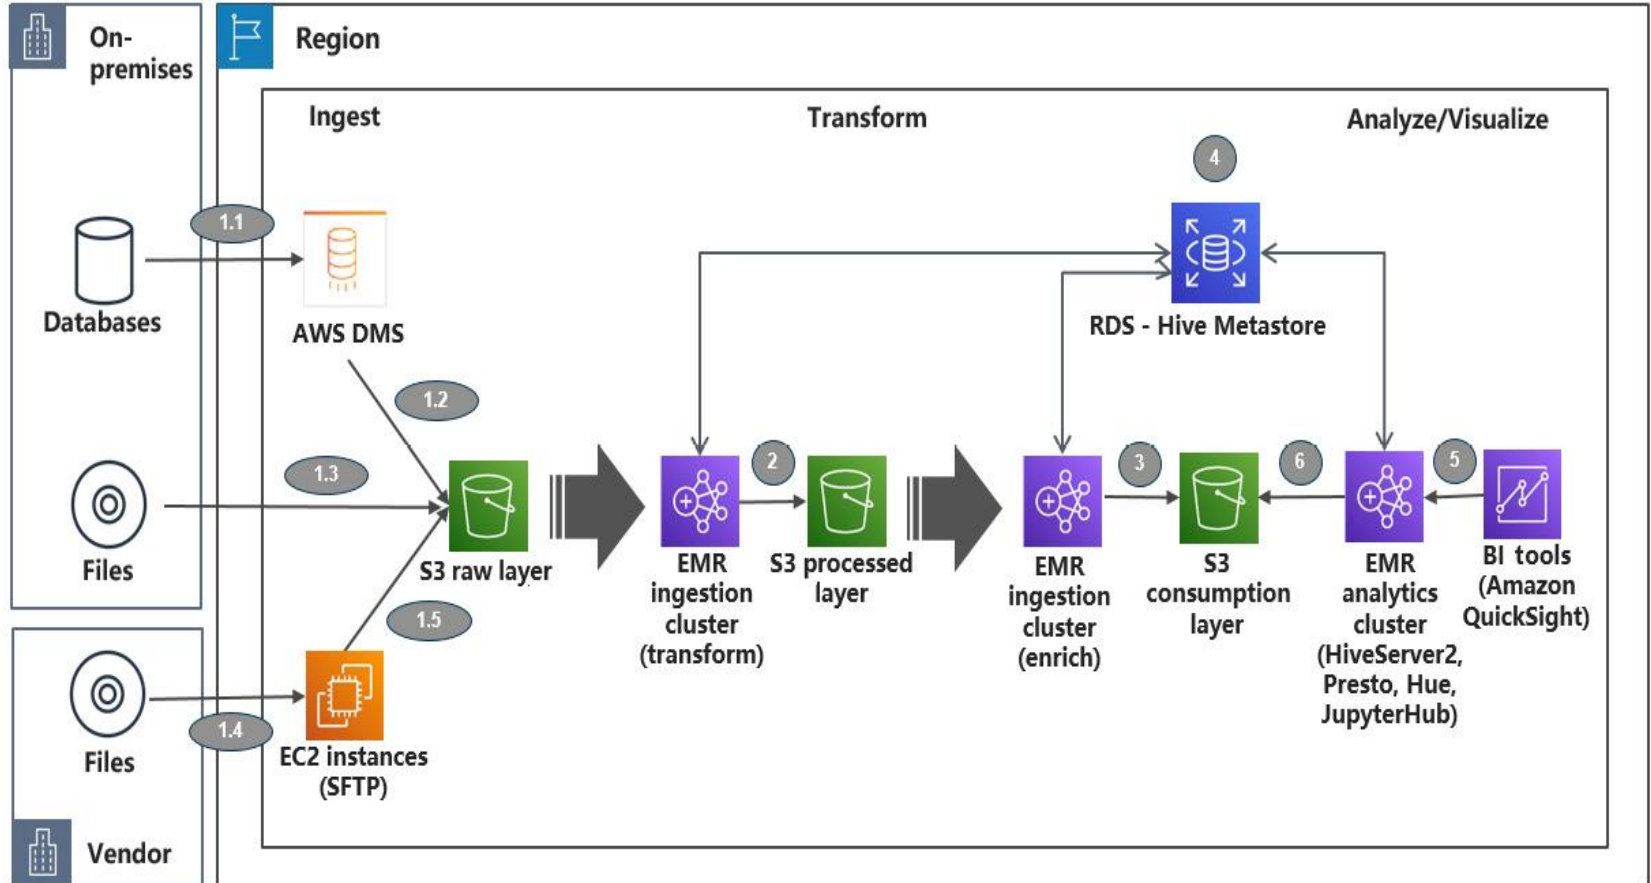 On-
premises
Region
Ingest
Transform
Analyze/Visualize
4
1.1
Databases
AWS DMS
RDS - Hive Metastore
1.2
1.3
2
3
6
5
Files
S3 raw layer
EMR
ingestion
cluster
(transform)
S3 processed
layer
EMR
ingestion
cluster
(enrich)
S3
consumption
layer
EMR
analytics
cluster
(HiveServer2,
Presto, Hue,
JupyterHub)
BI tools
(Amazon
QuickSight)
1.5
1.4
Files
EC2 instances
(SFTP)
Vendor